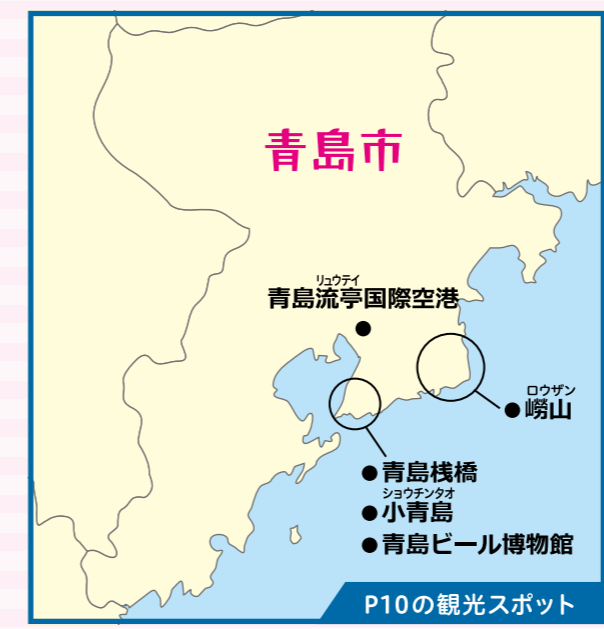 青島市
リュウテイ
青島流亭国際空港
ロウザン
●嶗山
●青島桟橋
ショウチンタオ
●小青島
●青島ビール博物館
P10の観光スポット